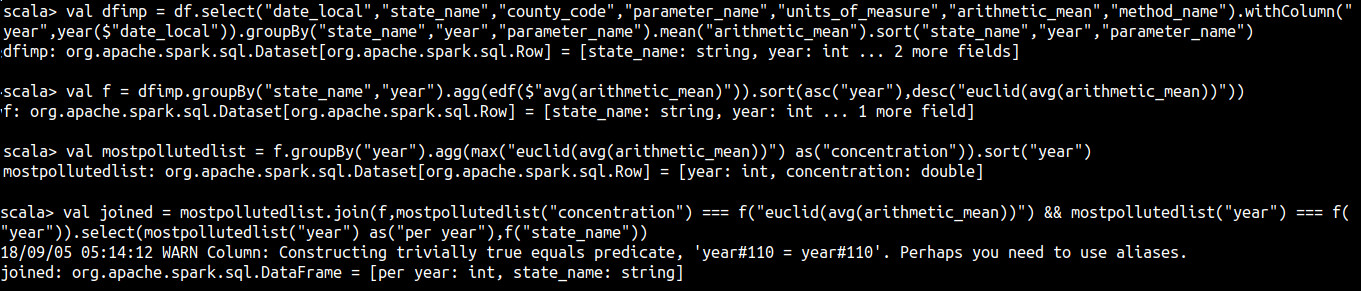 scala> val dfimp = df.select("date_local","state_name","county_code","parameter_name","units_of_measure","arithmetic_mean","method_name").withColumn("
year",year($"date_local")).groupBy("state_name","year","parameter_name").mean("arithmetic_mean").sort("state_name","year","parameter_name")
dfimp: org.apache.spark.sql.Dataset[org.apache.spark.sql.Row] = [state_name: string, year: int ... 2 more fields]
scala> val f = dfimp.groupBy("state_name","year").agg(edf($"avg(arithmetic_mean)")).sort(asc("year"),desc("euclid(avg(arithmetic_mean))"))
f: org.apache.spark.sql.Dataset[org.apache.spark.sql.Row] = [state_name: string, year: int ... 1 more field]
scala> val mostpollutedlist = f.groupBy("year").agg(max("euclid(avg(arithmetic_mean))") as("concentration")).sort("year")
mostpollutedlist: org.apache.spark.sql.Dataset[org.apache.spark.sql.Row] = [year: int, concentration: double]
scala> val joined = mostpollutedlist.join(f,mostpollutedlist("concentration") === f("euclid(avg(arithmetic_mean))") && mostpollutedlist("year") === f(
"year")).select(mostpollutedlist("year") as("per year"),f("state_name"))
18/09/05 05:14:12 WARN Column: Constructing trivially true equals predicate, 'year#110 = year#110'. Perhaps you need to use aliases.
joined: org.apache.spark.sql.DataFrame = [per year: int, state_name: string]